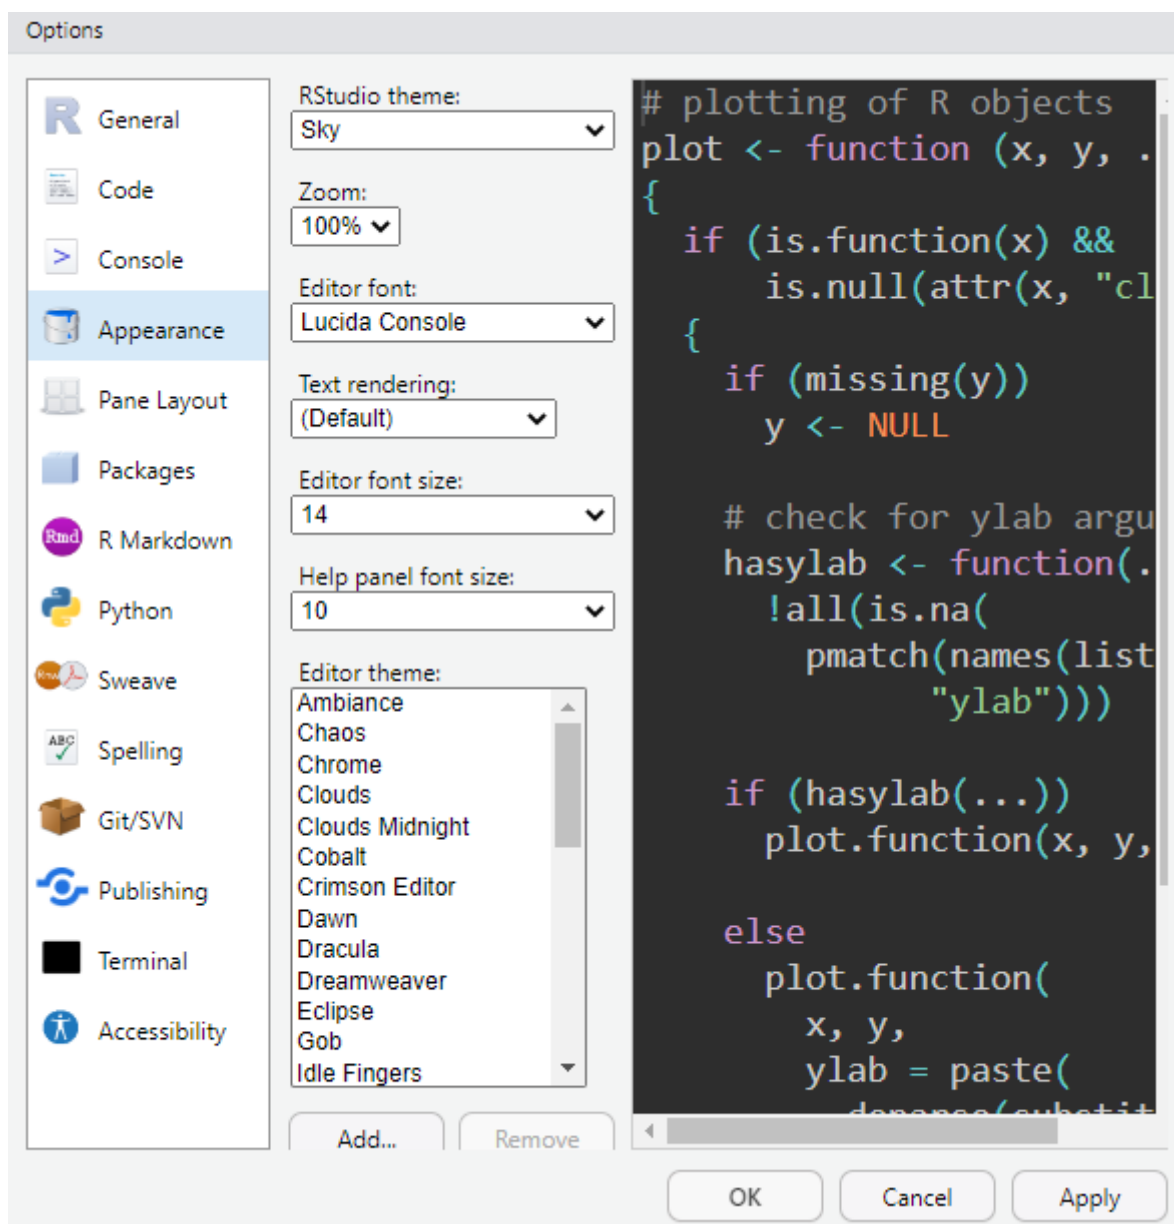 Options
General
Code
Console
Appearance
Pane Layout
Packages
Rmd R Markdown
Python
Sweave
ABC Spelling
Git/SVN
Publishing
Terminal
Accessibility
RStudio theme:
Sky
Zoom:
100%
Editor font:
Lucida Console
Text rendering:
(Default)
Editor font size:
14
Help panel font size:
10
Editor theme:
Ambiance
Chaos
Chrome
Clouds
Clouds Midnight
Cobalt
Crimson Editor
Dawn
Dracula
Dreamweaver
Eclipse
Gob
Idle Fingers
Add...
Remove
# plotting of R objects
plot <- function (x, y, .
{
if (is.function(x) &&
is.null(attr(x, "cl
{
if (missing(y))
y <- NULL
# check for ylab argu
hasylab <- function(.
!all(is.na(
pmatch(names(list
"ylab")))
if (hasylab(...))
plot.function(x, y,
else
plot.function(
x, y,
ylab = paste(
deparse(substit
OK
Cancel
Apply